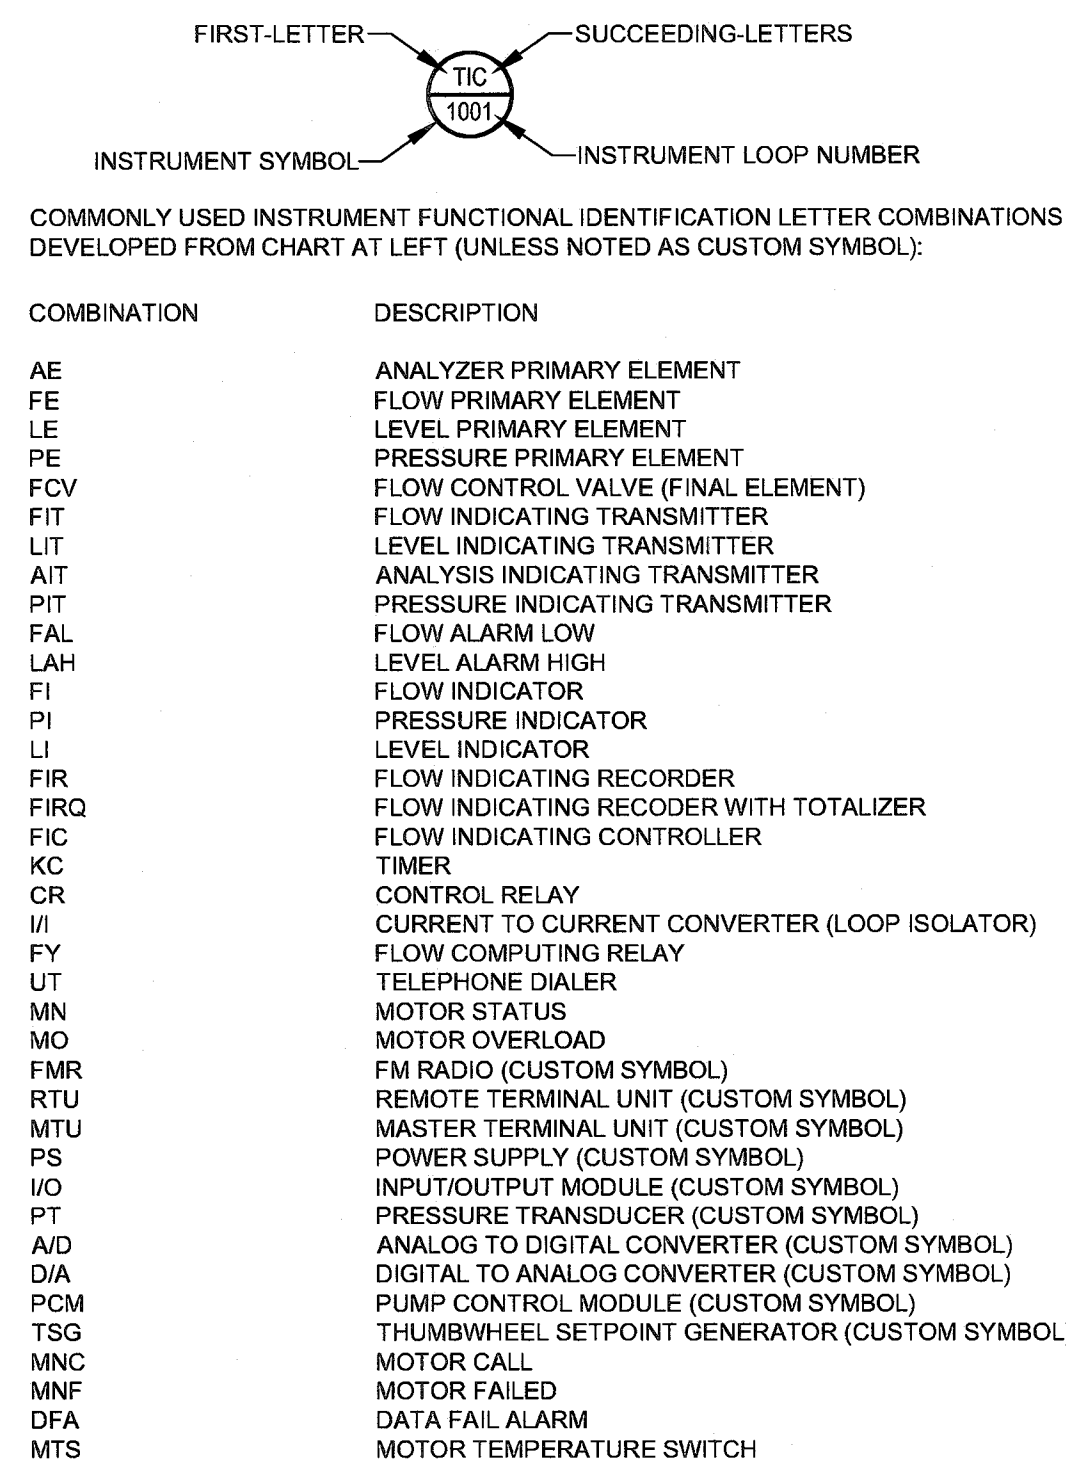 FIRST-LETTER SUCCEEDING-LETTERS
TIC
1001
INSTRUMENT SYMBOL INSTRUMENT LOOP NUMBER
COMMONLY USED INSTRUMENT FUNCTIONAL IDENTIFICATION LETTER COMBINATIONS
DEVELOPED FROM CHART AT LEFT (UNLESS NOTED AS CUSTOM SYMBOL):
COMBINATION DESCRIPTION
AE ANALYZER PRIMARY ELEMENT
FE FLOW PRIMARY ELEMENT
LE LEVEL PRIMARY ELEMENT
PE PRESSURE PRIMARY ELEMENT
FCV FLOW CONTROL VALVE (FINAL ELEMENT)
FIT FLOW INDICATING TRANSMITTER
LIT LEVEL INDICATING TRANSMITTER
AIT ANALYSIS INDICATING TRANSMITTER
PIT PRESSURE INDICATING TRANSMITTER
FAL FLOW ALARM LOW
LAH LEVEL ALARM HIGH
FI FLOW INDICATOR
PI PRESSURE INDICATOR
LI LEVEL INDICATOR
FIR FLOW INDICATING RECORDER
FIRQ FLOW INDICATING RECODER WITH TOTALIZER
FIC FLOW INDICATING CONTROLLER
KC TIMER
CR CONTROL RELAY
I/I CURRENT TO CURRENT CONVERTER (LOOP ISOLATOR)
FY FLOW COMPUTING RELAY
UT TELEPHONE DIALER
MN MOTOR STATUS
MO MOTOR OVERLOAD
FMR FM RADIO (CUSTOM SYMBOL)
RTU REMOTE TERMINAL UNIT (CUSTOM SYMBOL)
MTU MASTER TERMINAL UNIT (CUSTOM SYMBOL)
PS POWER SUPPLY (CUSTOM SYMBOL)
I/O INPUT/OUTPUT MODULE (CUSTOM SYMBOL)
PT PRESSURE TRANSDUCER (CUSTOM SYMBOL)
A/D ANALOG TO DIGITAL CONVERTER (CUSTOM SYMBOL)
D/A DIGITAL TO ANALOG CONVERTER (CUSTOM SYMBOL)
PCM PUMP CONTROL MODULE (CUSTOM SYMBOL)
TSG THUMBWHEEL SETPOINT GENERATOR (CUSTOM SYMBOL)
MNC MOTOR CALL
MNF MOTOR FAILED
DFA DATA FAIL ALARM
MTS MOTOR TEMPERATURE SWITCH